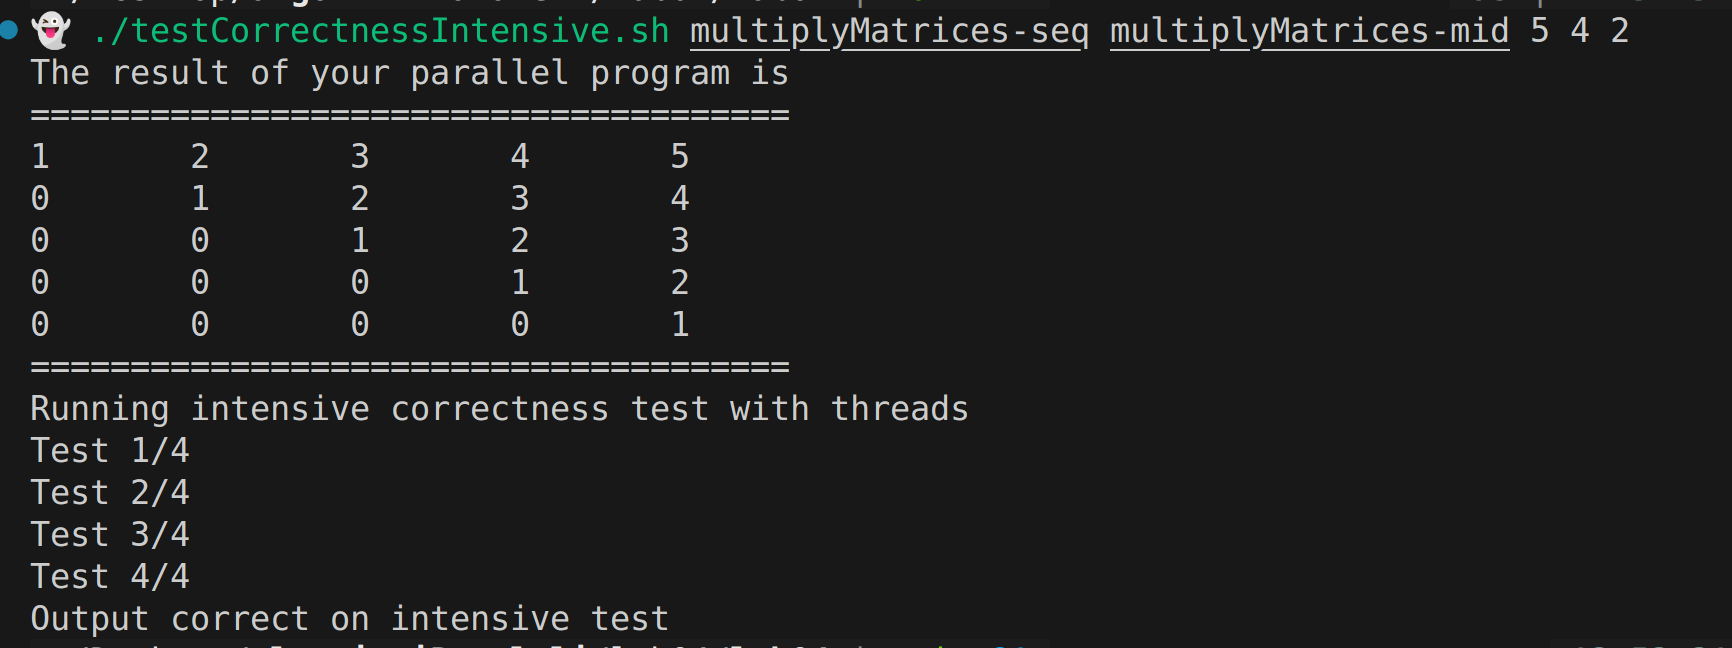 ./testCorrectnessIntensive.sh multiplyMatrices-seq multiplyMatrices-mid 5 4 2
The result of your parallel program is
======================================
1 2 3 4 5
0 1 2 3 4
0 0 1 2 3
0 0 0 1 2
0 0 0 0 1
======================================
Running intensive correctness test with threads
Test 1/4
Test 2/4
Test 3/4
Test 4/4
Output correct on intensive test